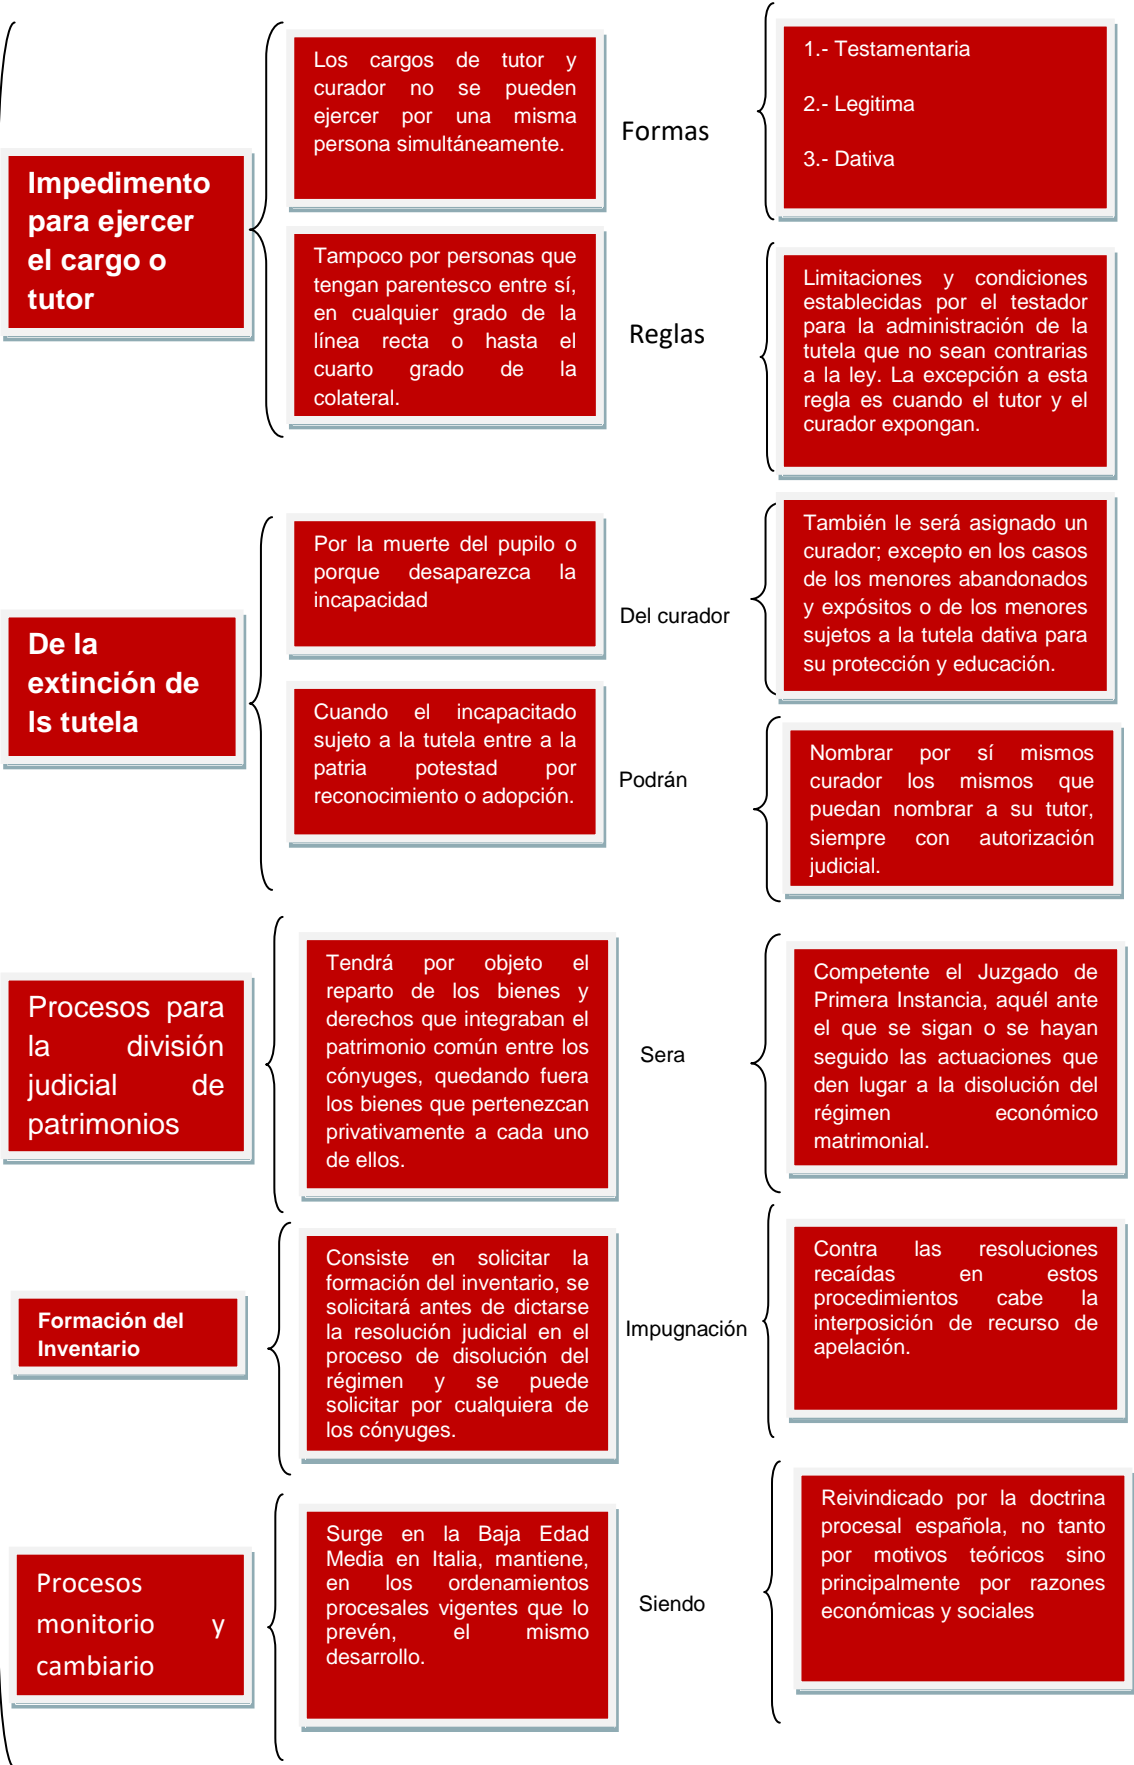 Impedimento
para ejercer
el cargo o
tutor
Los cargos de tutor y
curador no se pueden
ejercer por una misma
persona simultáneamente.
Formas
1.- Testamentaria
2.- Legitima
3.- Dativa
Tampoco por personas que
tengan parentesco entre sí,
en cualquier grado de la
línea recta o hasta el
cuarto grado de la
colateral.
Reglas
Limitaciones y condiciones
establecidas por el testador
para la administración de la
tutela que no sean contrarias
a la ley. La excepción a esta
regla es cuando el tutor y el
curador expongan.
De la
extinción de
ls tutela
Por la muerte del pupilo o
porque desaparezca la
incapacidad
Del curador
También le será asignado un
curador; excepto en los casos
de los menores abandonados
y expósitos o de los menores
sujetos a la tutela dativa para
su protección y educación.
Cuando el incapacitado
sujeto a la tutela entre a la
patria potestad por
reconocimiento o adopción.
Podrán
Nombrar por sí mismos
curador los mismos que
puedan nombrar a su tutor,
siempre con autorización
judicial.
Procesos para
la división
judicial de
patrimonios
Tendrá por objeto el
reparto de los bienes y
derechos que integraban el
patrimonio común entre los
cónyuges, quedando fuera
los bienes que pertenezcan
privativamente a cada uno
de ellos.
Sera
Competente el Juzgado de
Primera Instancia, aquél ante
el que se sigan o se hayan
seguido las actuaciones que
den lugar a la disolución del
régimen económico
matrimonial.
Formación del
Inventario
Consiste en solicitar la
formación del inventario, se
solicitará antes de dictarse
la resolución judicial en el
proceso de disolución del
régimen y se puede
solicitar por cualquiera de
los cónyuges.
Impugnación
Contra las resoluciones
recaídas en estos
procedimientos cabe la
interposición de recurso de
apelación.
Procesos
monitorio y
cambiario
Surge en la Baja Edad
Media en Italia, mantiene,
en los ordenamientos
procesales vigentes que lo
prevén, el mismo
desarrollo.
Siendo
Reivindicado por la doctrina
procesal española, no tanto
por motivos teóricos sino
principalmente por razones
económicas y sociales